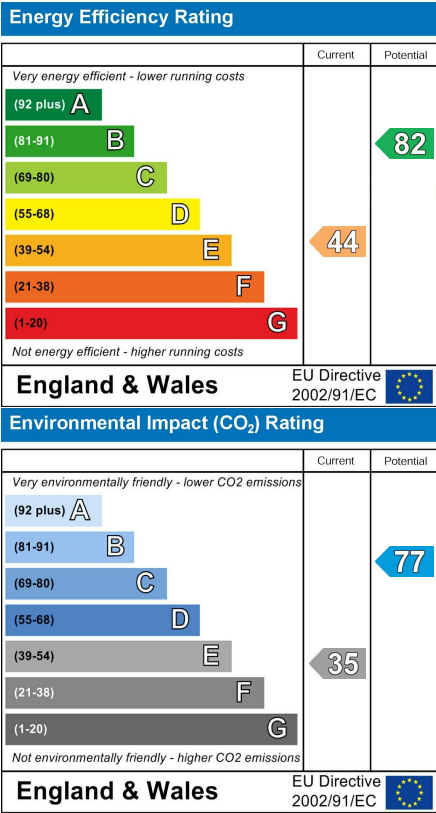 Energy Efficiency Rating
Current Potential
Very energy efficient - lower running costs
(92 plus) A
(81-91) B
82
(69-80) C
(55-68) D
(39-54) E
44
(21-38) F
(1-20) G
Not energy efficient - higher running costs
England & Wales
EU Directive
2002/91/EC
Environmental Impact (CO₂) Rating
Current Potential
Very environmentally friendly - lower CO2 emissions
(92 plus) A
(81-91) B
(69-80) C
77
(55-68) D
(39-54) E
35
(21-38) F
(1-20) G
Not environmentally friendly - higher CO2 emissions
England & Wales
EU Directive
2002/91/EC